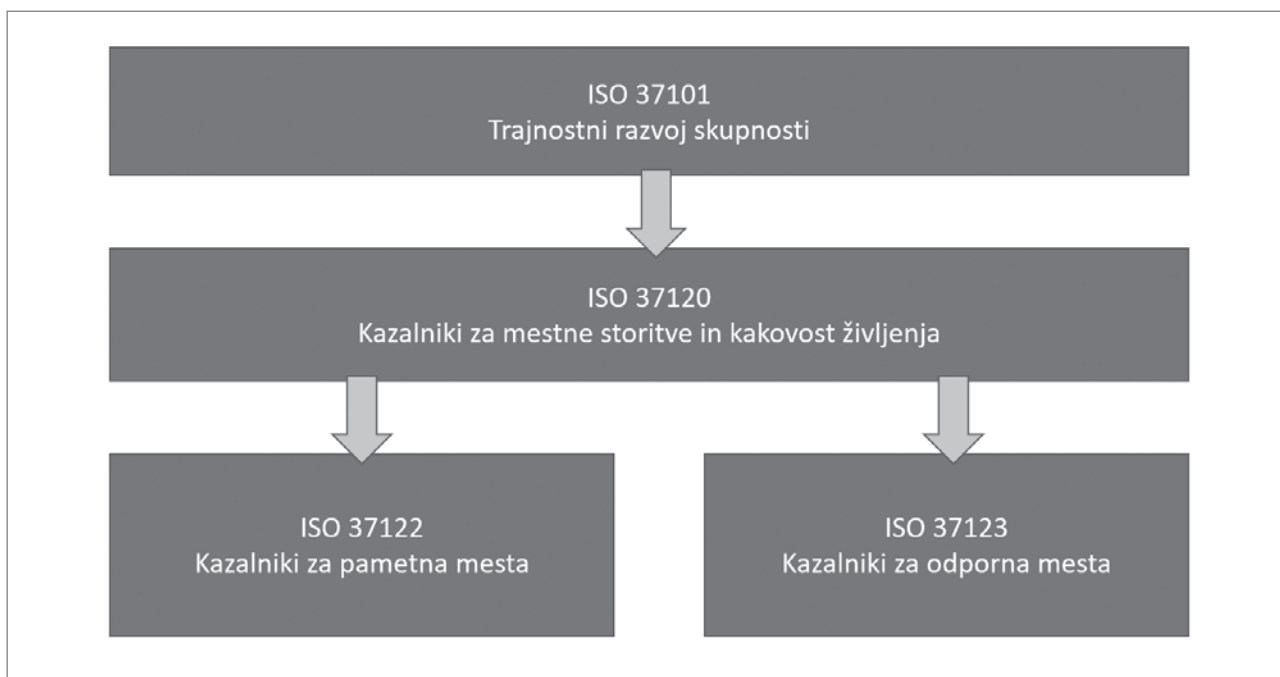 ISO 37101
Trajnostni razvoj skupnosti
ISO 37120
Kazalniki za mestne storitve in kakovost življenja
ISO 37122
Kazalniki za pametna mesta
ISO 37123
Kazalniki za odporna mesta